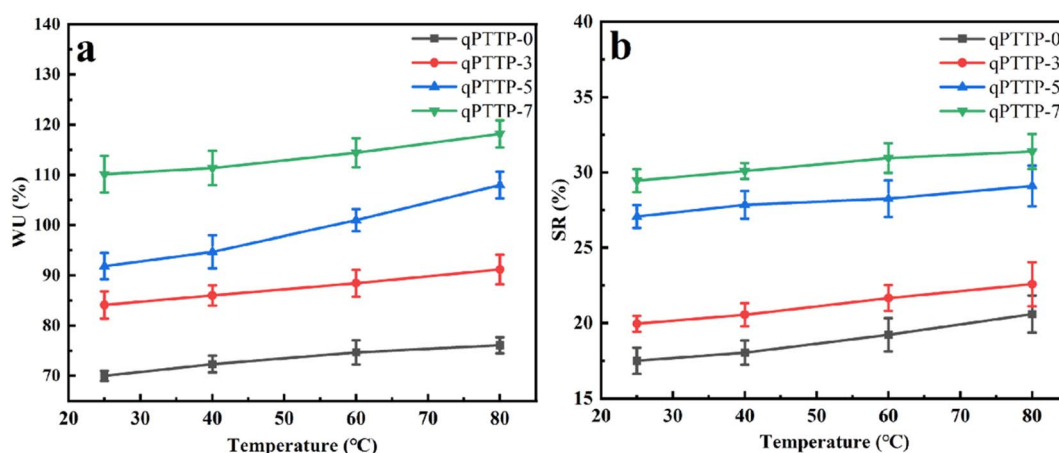 a
qPTTP-0
qPTTP-3
qPTTP-5
qPTTP-7
140
130
120
110
100
90
80
70
WU (%)
20 30 40 50 60 70 80
Temperature (°C)
b
qPTTP-0
qPTTP-3
qPTTP-5
qPTTP-7
40
35
30
25
20
15
SR (%)
20 30 40 50 60 70 80
Temperature (°C)